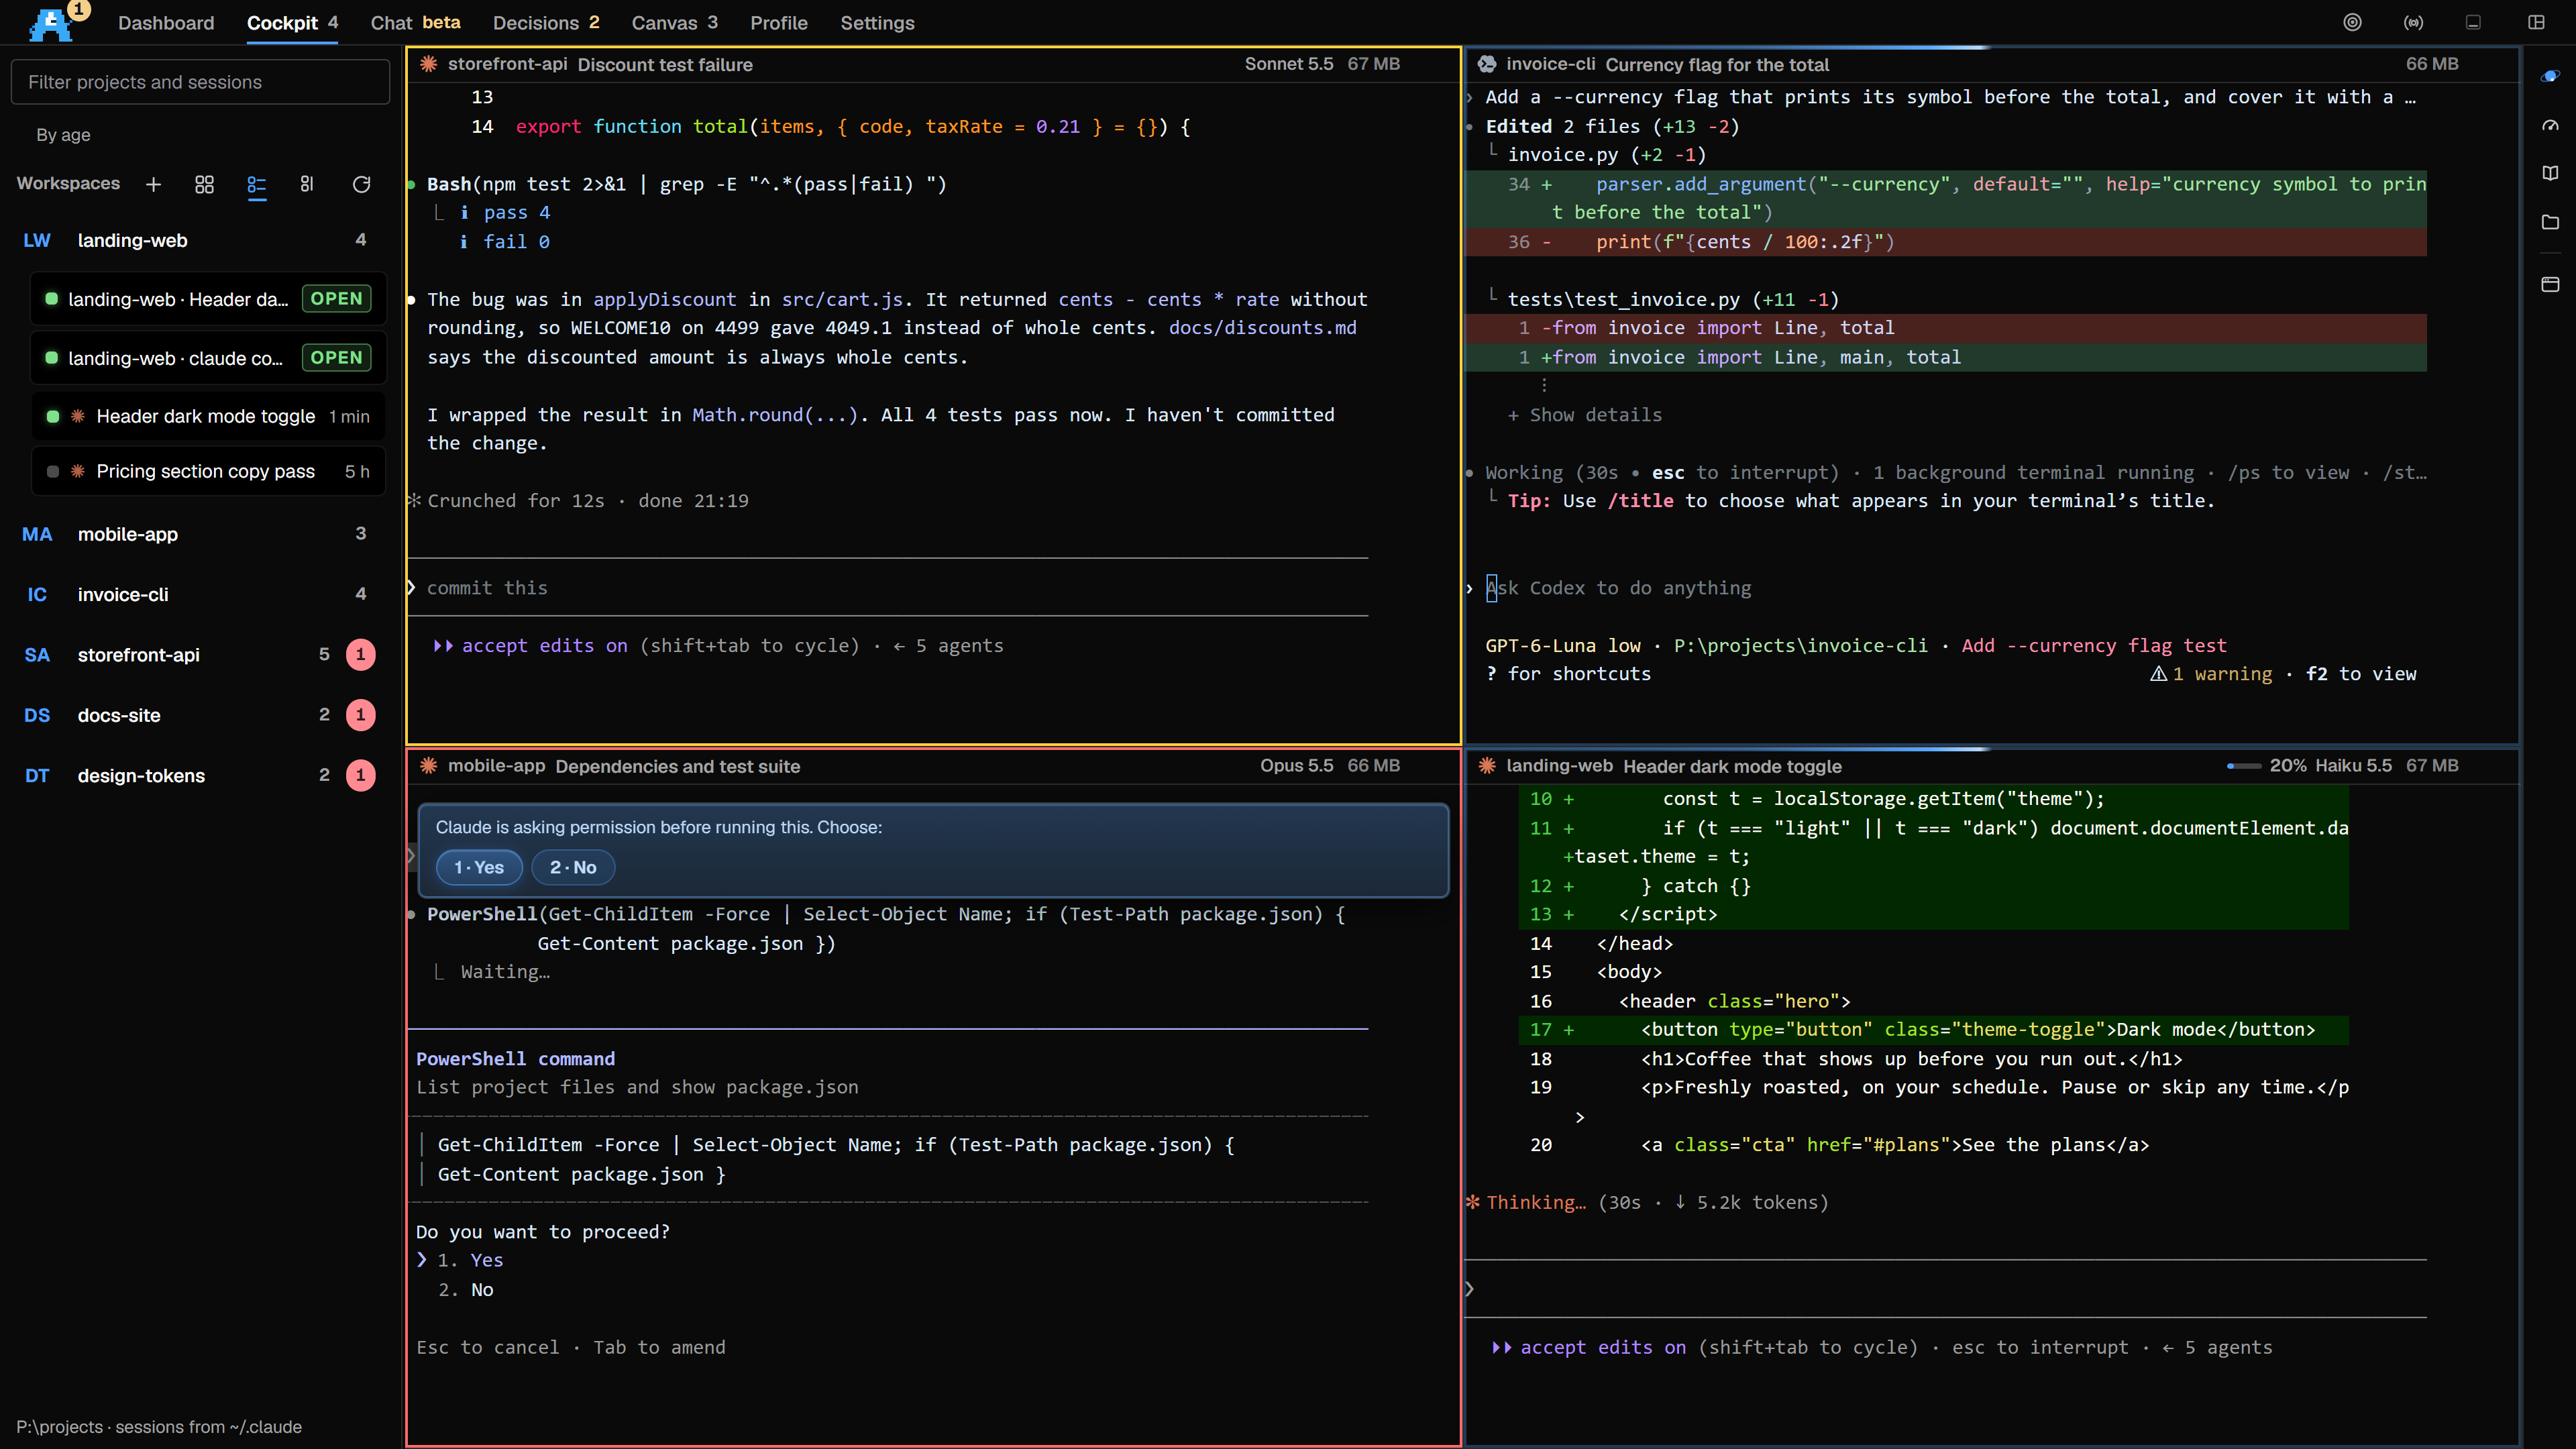 1
Dashboard
Cockpit 4
Chat beta
Decisions 2
Canvas 3
Profile
Settings
Filter projects and sessions
By age
Workspaces
LW landing-web 4
landing-web · Header da... OPEN
landing-web · claude co... OPEN
Header dark mode toggle 1 min
Pricing section copy pass 5 h
MA mobile-app 3
IC invoice-cli 4
SA storefront-api 5 1
DS docs-site 2 1
DT design-tokens 2 1
P:\projects · sessions from ~/.claude
storefront-api Discount test failure Sonnet 5.5 67 MB
13
14 export function total(items, { code, taxRate = 0.21 } = {}) {
Bash(npm test 2>&1 | grep -E "^.*(pass|fail) ")
ℹ pass 4
ℹ fail 0
The bug was in applyDiscount in src/cart.js. It returned cents - cents * rate without
rounding, so WELCOME10 on 4499 gave 4049.1 instead of whole cents. docs/discounts.md
says the discounted amount is always whole cents.
I wrapped the result in Math.round(...). All 4 tests pass now. I haven't committed
the change.
✻ Crunched for 12s · done 21:19
❯ commit this
⏵⏵ accept edits on (shift+tab to cycle) · ← 5 agents
invoice-cli Currency flag for the total 66 MB
› Add a --currency flag that prints its symbol before the total, and cover it with a …
• Edited 2 files (+13 -2)
└ invoice.py (+2 -1)
34 + parser.add_argument("--currency", default="", help="currency symbol to prin
t before the total")
36 - print(f"{cents / 100:.2f}")
└ tests\test_invoice.py (+11 -1)
1 -from invoice import Line, total
1 +from invoice import Line, main, total
⋮
+ Show details
• Working (30s • esc to interrupt) · 1 background terminal running · /ps to view · /st…
└ Tip: Use /title to choose what appears in your terminal’s title.
› Ask Codex to do anything
GPT-6-Luna low · P:\projects\invoice-cli · Add --currency flag test
? for shortcuts ⚠ 1 warning · f2 to view
mobile-app Dependencies and test suite Opus 5.5 66 MB
Claude is asking permission before running this. Choose:
1 · Yes 2 · No
PowerShell(Get-ChildItem -Force | Select-Object Name; if (Test-Path package.json) {
Get-Content package.json })
Waiting…
PowerShell command
List project files and show package.json
Get-ChildItem -Force | Select-Object Name; if (Test-Path package.json) {
Get-Content package.json }
Do you want to proceed?
❯ 1. Yes
2. No
Esc to cancel · Tab to amend
landing-web Header dark mode toggle 20% Haiku 5.5 67 MB
10 + const t = localStorage.getItem("theme");
11 + if (t === "light" || t === "dark") document.documentElement.da
+taset.theme = t;
12 + } catch {}
13 + </script>
14 </head>
15 <body>
16 <header class="hero">
17 + <button type="button" class="theme-toggle">Dark mode</button>
18 <h1>Coffee that shows up before you run out.</h1>
19 <p>Freshly roasted, on your schedule. Pause or skip any time.</p
>
20 <a class="cta" href="#plans">See the plans</a>
✻ Thinking… (30s · ↓ 5.2k tokens)
❯
⏵⏵ accept edits on (shift+tab to cycle) · esc to interrupt · ← 5 agents